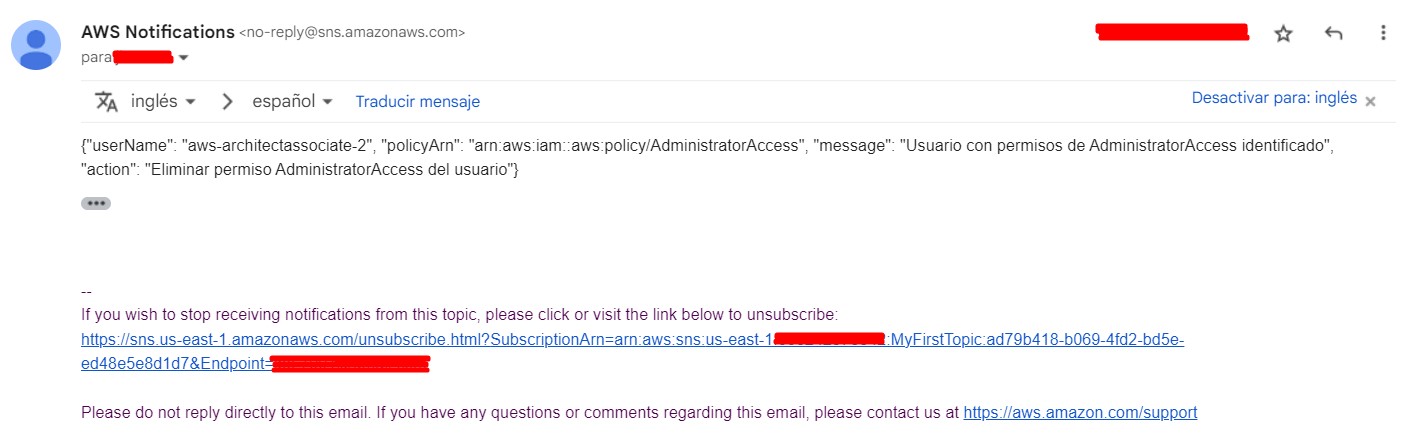 AWS Notifications <no-reply@sns.amazonaws.com>
para
inglés > español Traducir mensaje Desactivar para: inglés ×
{"userName": "aws-architectassociate-2", "policyArn": "arn:aws:iam::aws:policy/AdministratorAccess", "message": "Usuario con permisos de AdministratorAccess identificado",
"action": "Eliminar permiso AdministratorAccess del usuario"}
--
If you wish to stop receiving notifications from this topic, please click or visit the link below to unsubscribe:
https://sns.us-east-1.amazonaws.com/unsubscribe.html?SubscriptionArn=arn:aws:sns:us-east-1 :MyFirstTopic:ad79b418-b069-4fd2-bd5e-
ed48e5e8d1d7&Endpoint=
Please do not reply directly to this email. If you have any questions or comments regarding this email, please contact us at https://aws.amazon.com/support